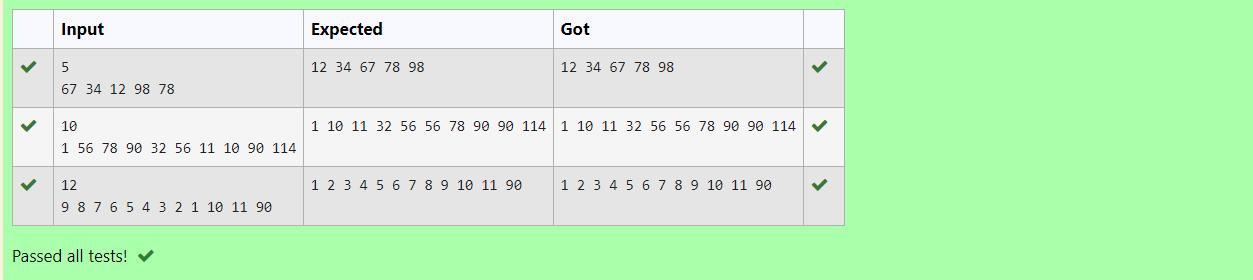 Input Expected Got
5 12 34 67 78 98 12 34 67 78 98
67 34 12 98 78
10 1 10 11 32 56 56 78 90 90 114 1 10 11 32 56 56 78 90 90 114
1 56 78 90 32 56 11 10 90 114
12 1 2 3 4 5 6 7 8 9 10 11 90 1 2 3 4 5 6 7 8 9 10 11 90
9 8 7 6 5 4 3 2 1 10 11 90
Passed all tests!